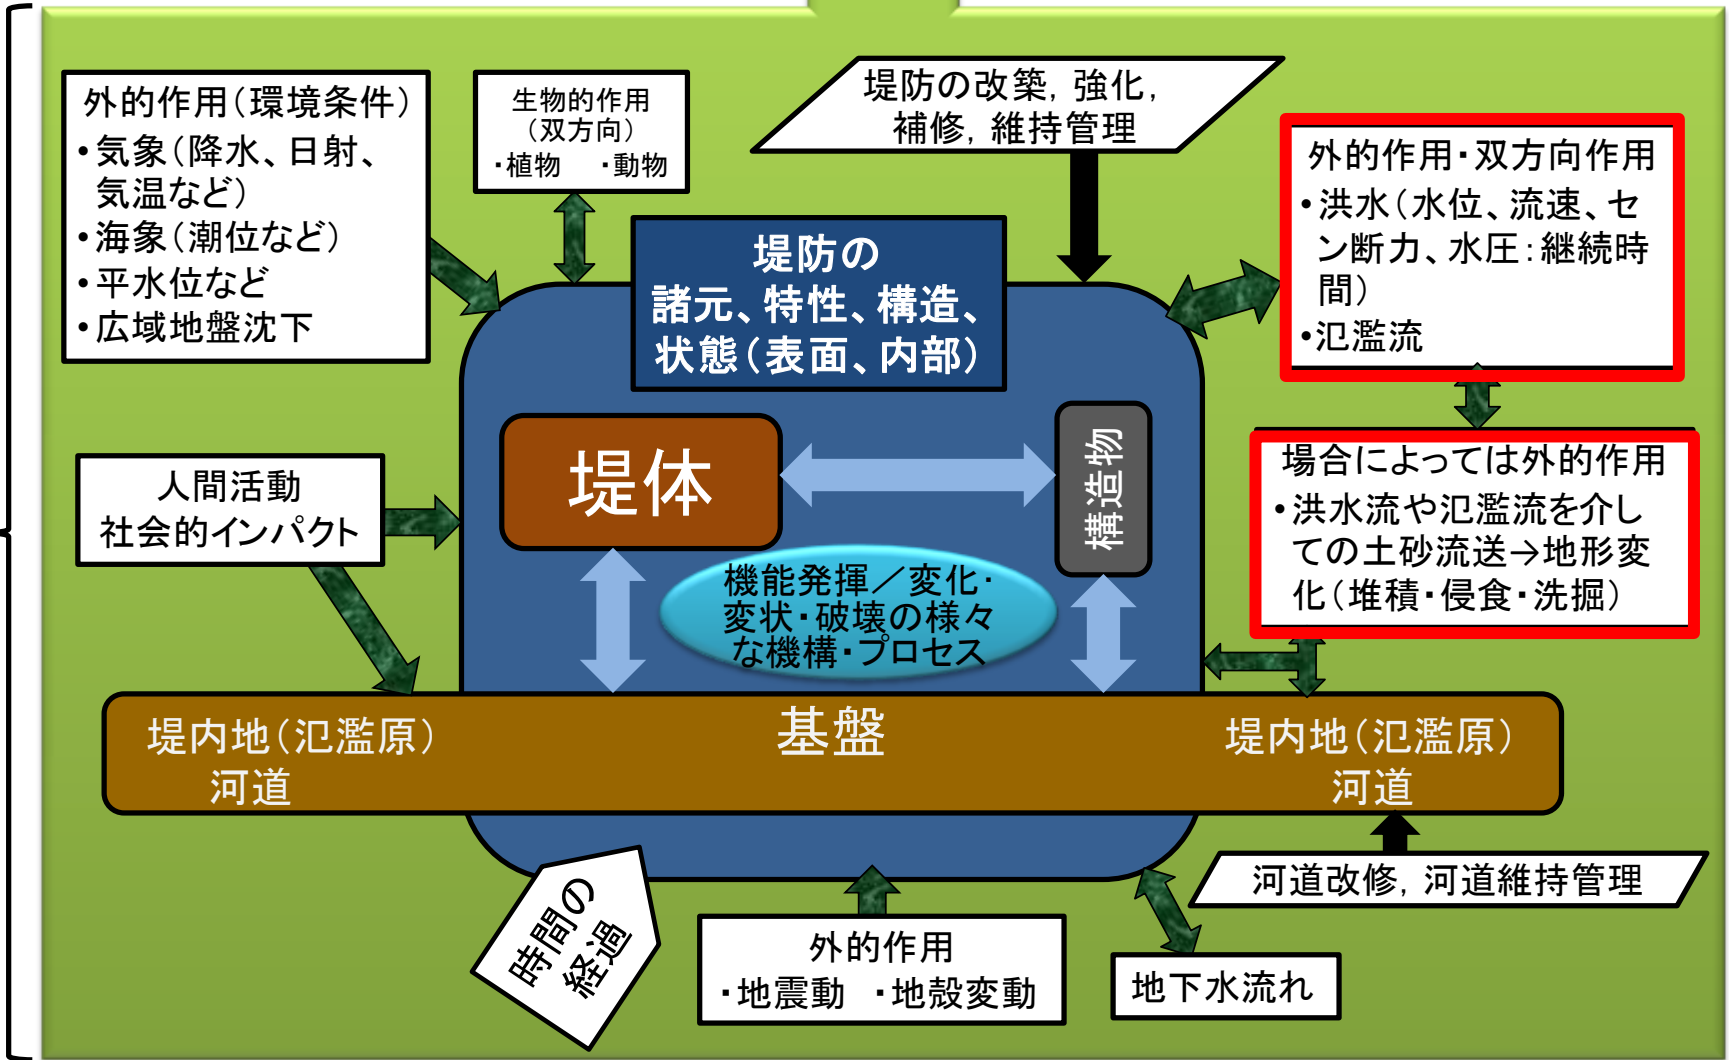 外的作用（環境条件）
・気象（降水、日射、
気温など）
・海象（潮位など）
・平水位など
・広域地盤沈下
生物的作用
（双方向）
・植物　・動物
堤防の改築，強化，
補修，維持管理
外的作用・双方向作用
・洪水（水位、流速、セ
ン断力、水圧：継続時
間）
・氾濫流
堤防の
諸元、特性、構造、
状態（表面、内部）
堤体
構造物
場合によっては外的作用
・洪水流や氾濫流を介し
ての土砂流送→地形変
化（堆積・侵食・洗掘）
人間活動
社会的インパクト
機能発揮／変化・
変状・破壊の様々
な機構・プロセス
堤内地（氾濫原）
河道
基盤
堤内地（氾濫原）
河道
河道改修，河道維持管理
時間の
経過
外的作用
・地震動　・地殻変動
地下水流れ